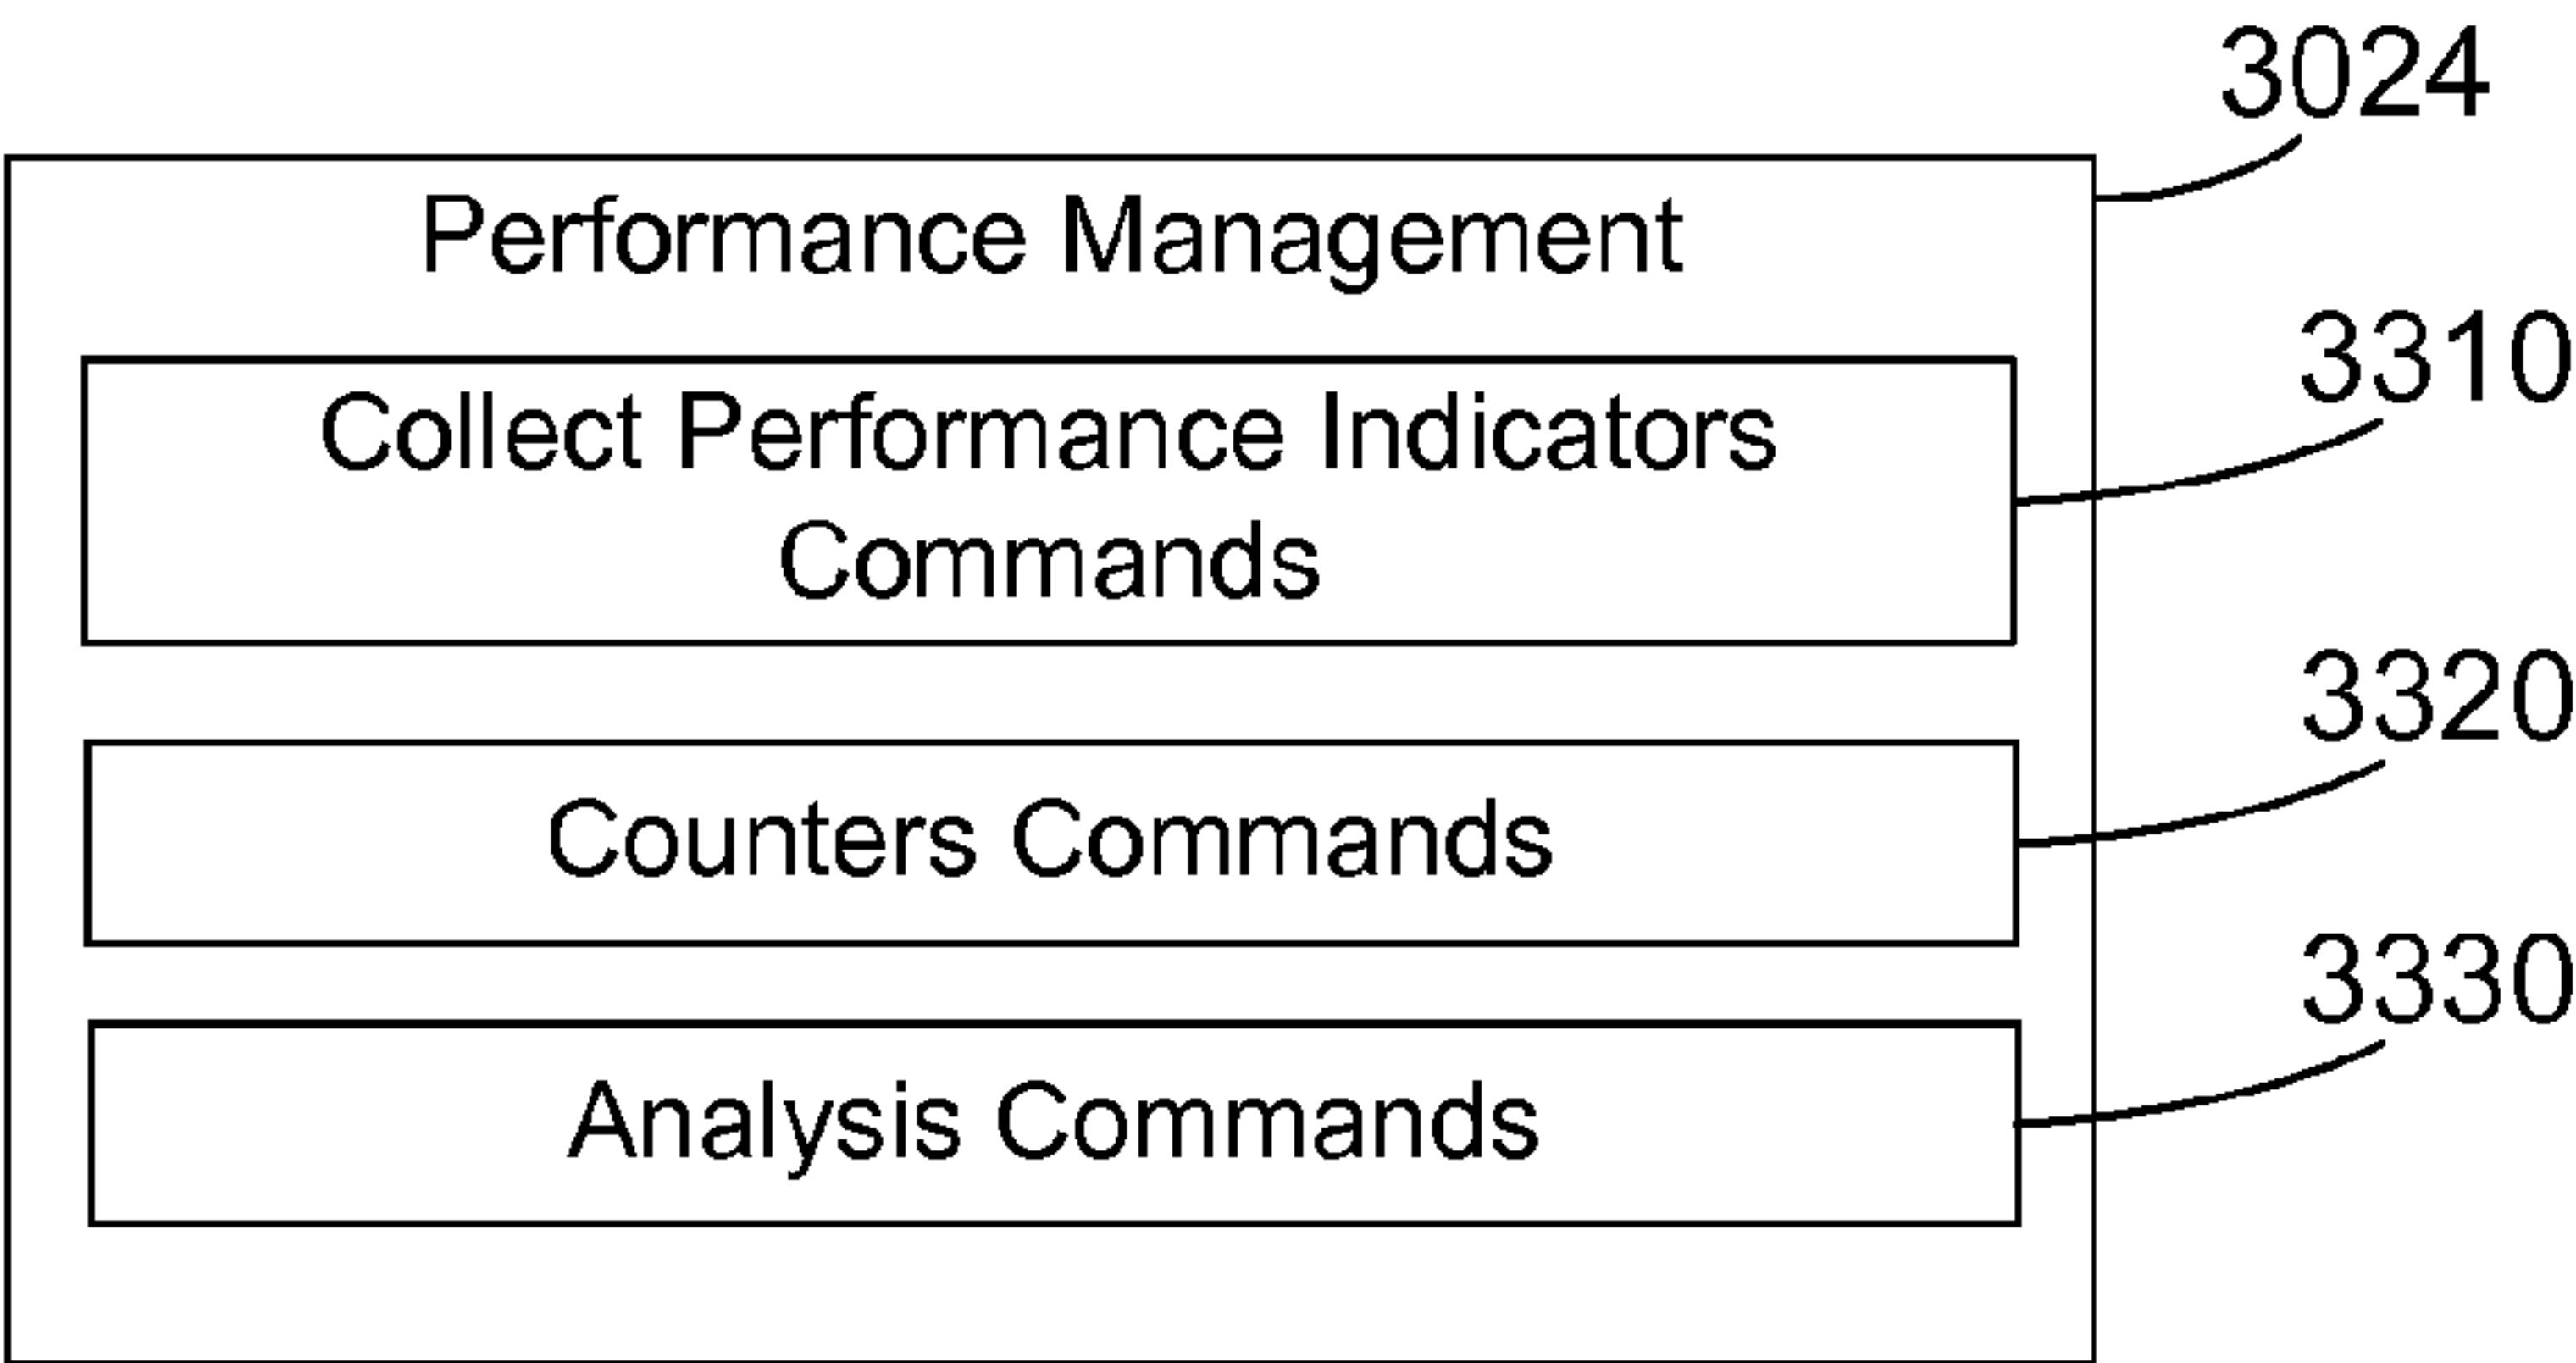 3024
Performance Management
3310
Collect Performance Indicators
Commands
3320
Counters Commands
3330
Analysis Commands